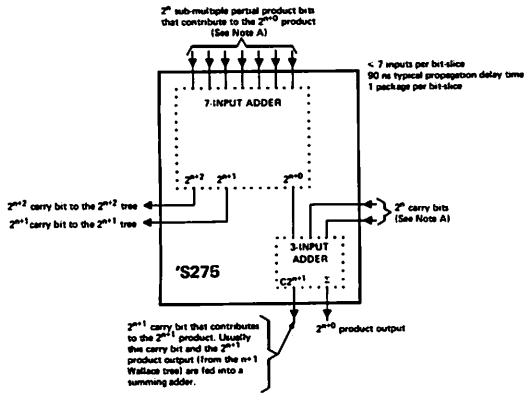 2ⁿ sub-multiple partial product bits
that contribute to the 2ⁿ⁺⁰ product
(See Note A)
< 7 inputs per bit-slice
90 ns typical propagation delay time
1 package per bit-slice
7-INPUT ADDER
2ⁿ⁺² 2ⁿ⁺¹ 2ⁿ⁺⁰
2ⁿ⁺² carry bit to the 2ⁿ⁺² tree
2ⁿ⁺¹ carry bit to the 2ⁿ⁺¹ tree
2ⁿ carry bits
(See Note A)
3-INPUT
ADDER
'S275
C2ⁿ⁺¹ Σ
2ⁿ⁺¹ carry bit that contributes
to the 2ⁿ⁺¹ product. Usually
this carry bit and the 2ⁿ⁺¹
product output (from the n+1
Wallace tree) are fed into a
summing adder.
2ⁿ⁺⁰ product output